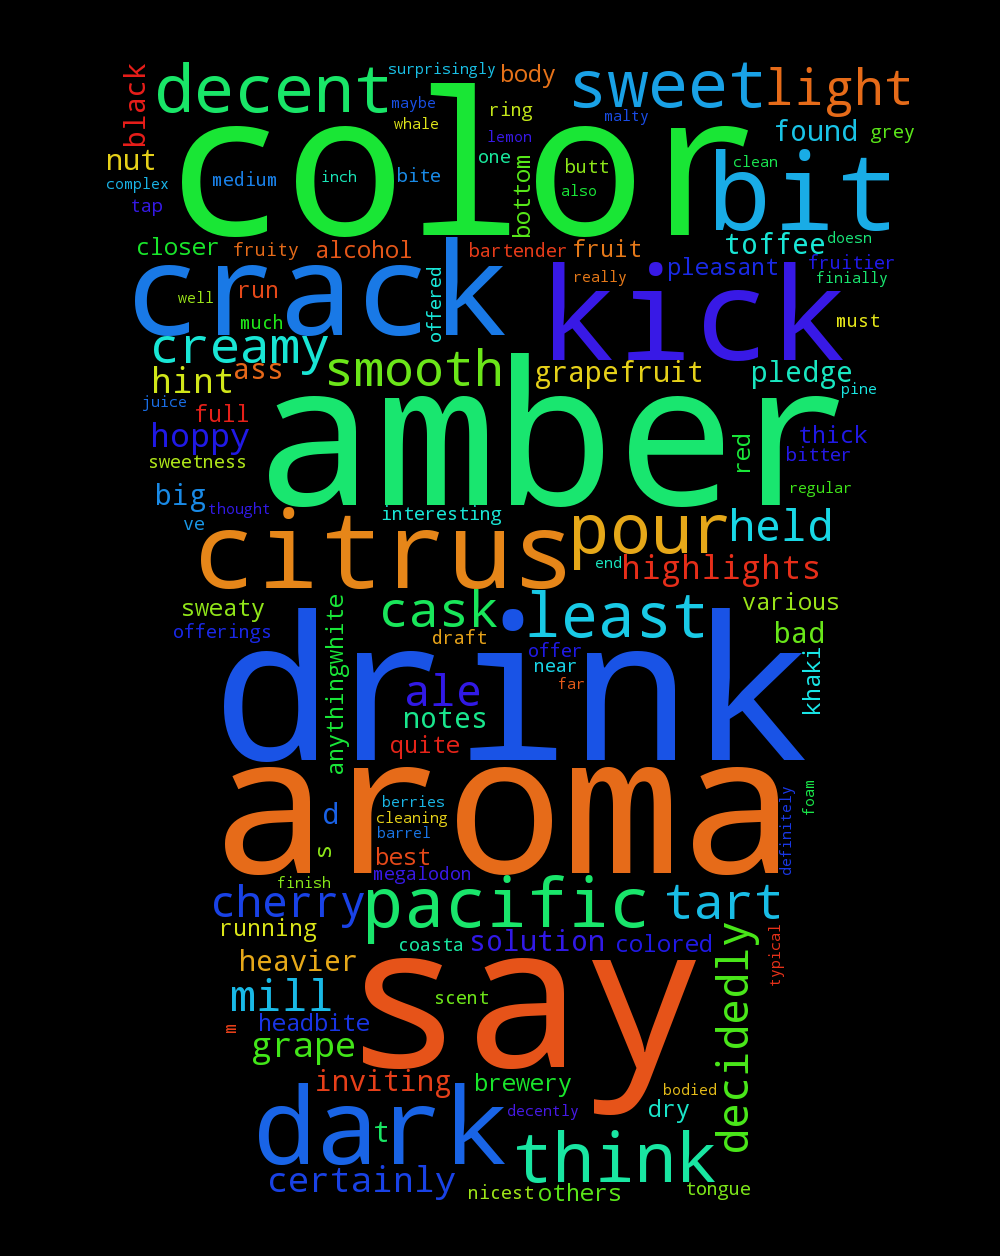 surprisingly
decent
black
color
body
sweet
light
maybe
ring
whale
malty
lemon
found
grey
nut
one
butt
clean
bit
complex
medium
inch
bite
also
bottom
tap
closer
fruity
alcohol
bartender
fruit
toffee
doesn
crack
offered
kick
pleasant
fruitier
really
finially
well
run
much
must
creamy
ass
smooth
grapefruit
pledge
hint
pine
juice
full
amber
hoppy
red
thick
sweetness
bitter
big
regular
thought
interesting
ve
citrus
pour
held
end
highlights
sweaty
cask
least
various
offerings
anythingwhite
draft
offer
bad
drink
near
khaki
far
ale
notes
quite
aroma
definitely
foam
d
berries
cleaning
barrel
s
best
megalodon
finish
cherry
pacific
tart
running
coasta
solution
colored
decidedly
typical
heavier
say
mill
scent
m
headbite
grape
inviting
brewery
bodied
dark
decently
dry
t
think
certainly
nicest
others
tongue